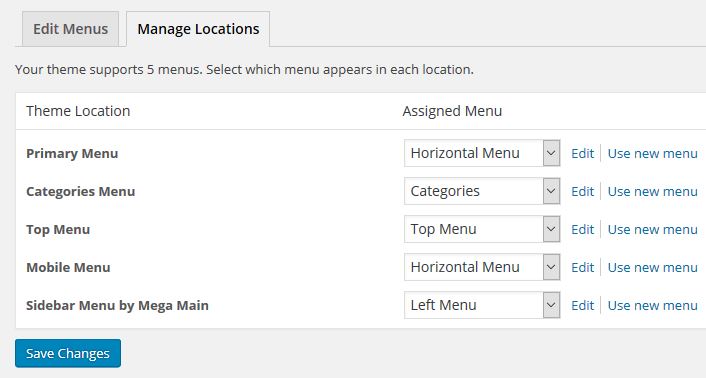 Edit Menus Manage Locations
Your theme supports 5 menus. Select which menu appears in each location.
Theme Location Assigned Menu
Primary Menu Horizontal Menu Edit Use new menu
Categories Menu Categories Edit Use new menu
Top Menu Top Menu Edit Use new menu
Mobile Menu Horizontal Menu Edit Use new menu
Sidebar Menu by Mega Main Left Menu Edit Use new menu
Save Changes